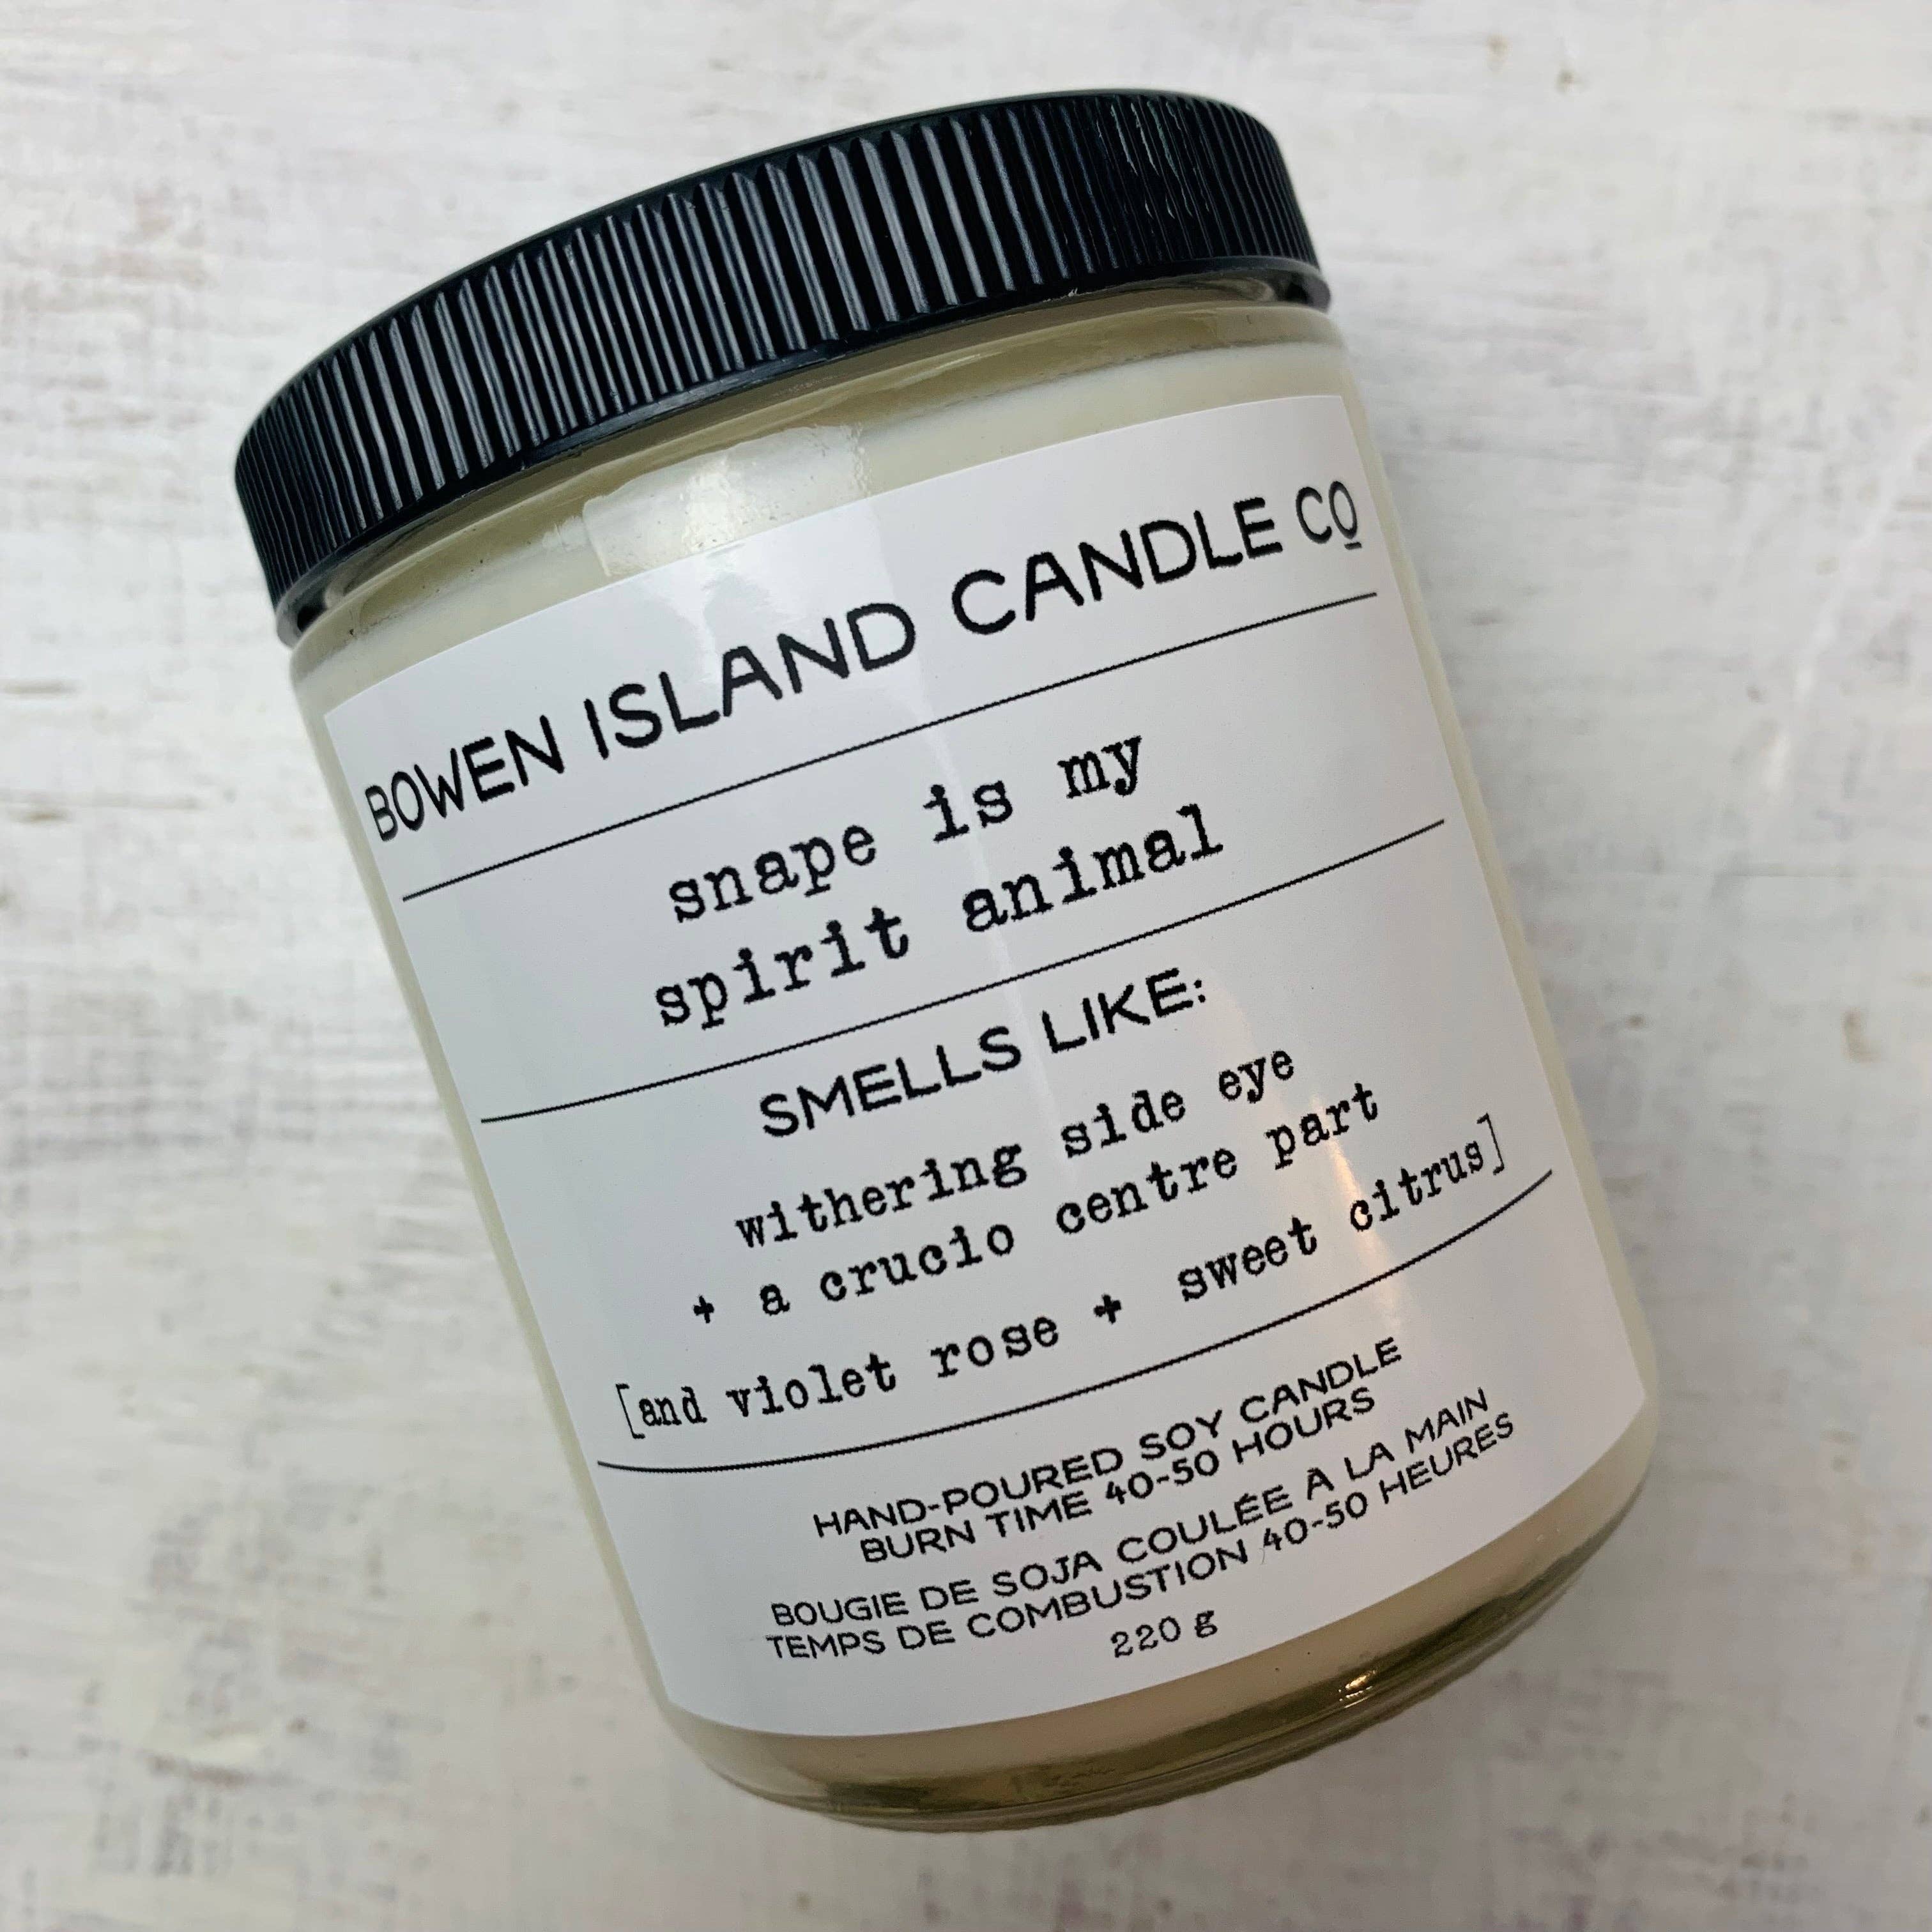 BOWEN ISLAND CANDLE CO
snape is my
spirit animal
SMELLS LIKE:
withering side eye
+ a crucio centre part
[and violet rose + sweet citrus]
HAND-POURED SOY CANDLE
BURN TIME 40-50 HOURS
BOUGIE DE SOJA COULÉE À LA MAIN
TEMPS DE COMBUSTION 40-50 HEURES
220 g